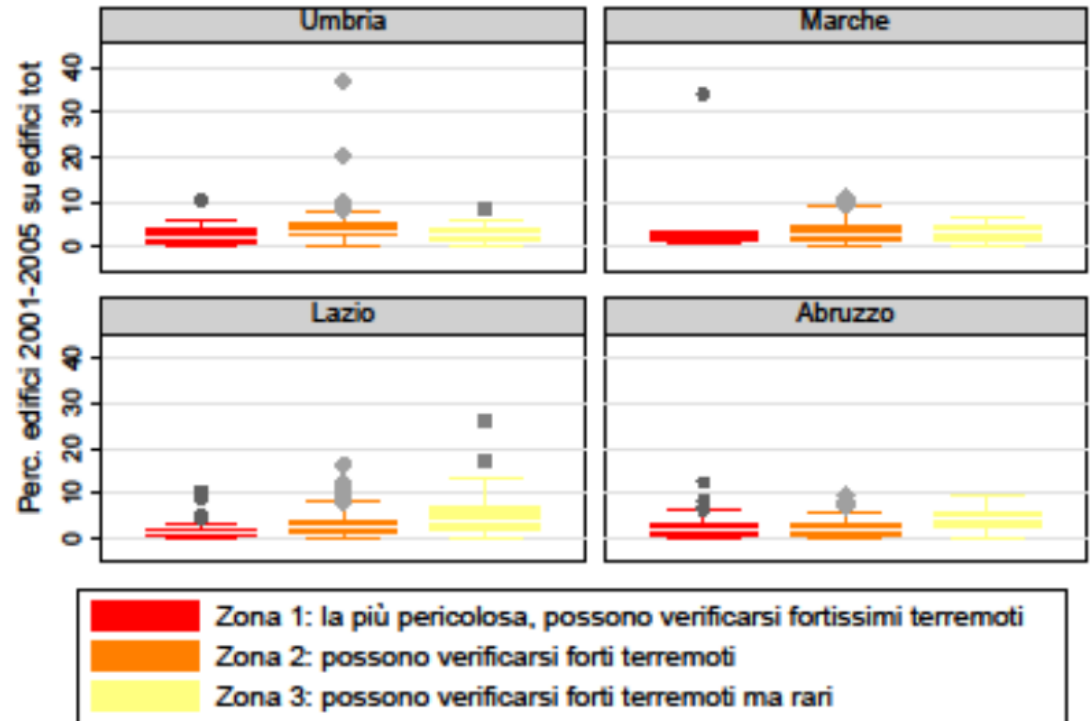 Umbria
Marche
Perc. edifici 2001-2005 su edifici tot
40
30
20
10
0
Lazio
Abruzzo
40
30
20
10
0
Zona 1: la più pericolosa, possono verificarsi fortissimi terremoti
Zona 2: possono verificarsi forti terremoti
Zona 3: possono verificarsi forti terremoti ma rari